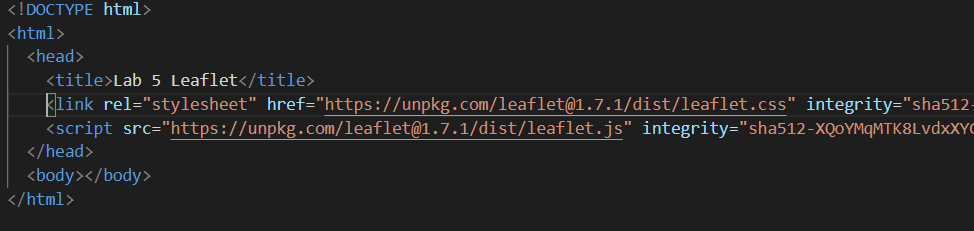 <!DOCTYPE html>
<html>
<head>
<title>Lab 5 Leaflet</title>
<link rel="stylesheet" href="https://unpkg.com/leaflet@1.7.1/dist/leaflet.css" integrity="sha512-
<script src="https://unpkg.com/leaflet@1.7.1/dist/leaflet.js" integrity="sha512-XQoYMqMTK8LvdxXYG
</head>
<body></body>
</html>